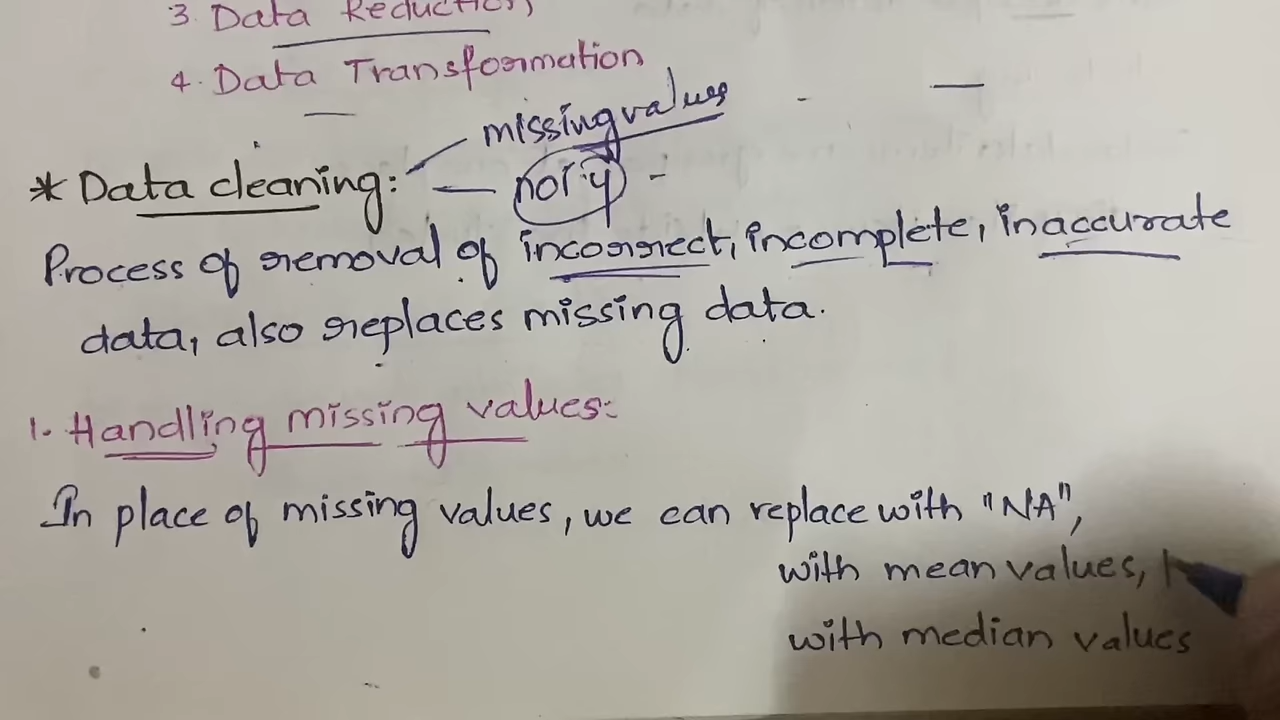 3. Data Reduction
4. Data Transformation
missing values
* Data cleaning:
Process of removal of incorrect, incomplete, inaccurate
data, also replaces missing data.
1. Handling missing values:
In place of missing values, we can replace with "NA",
with mean values,
with median values